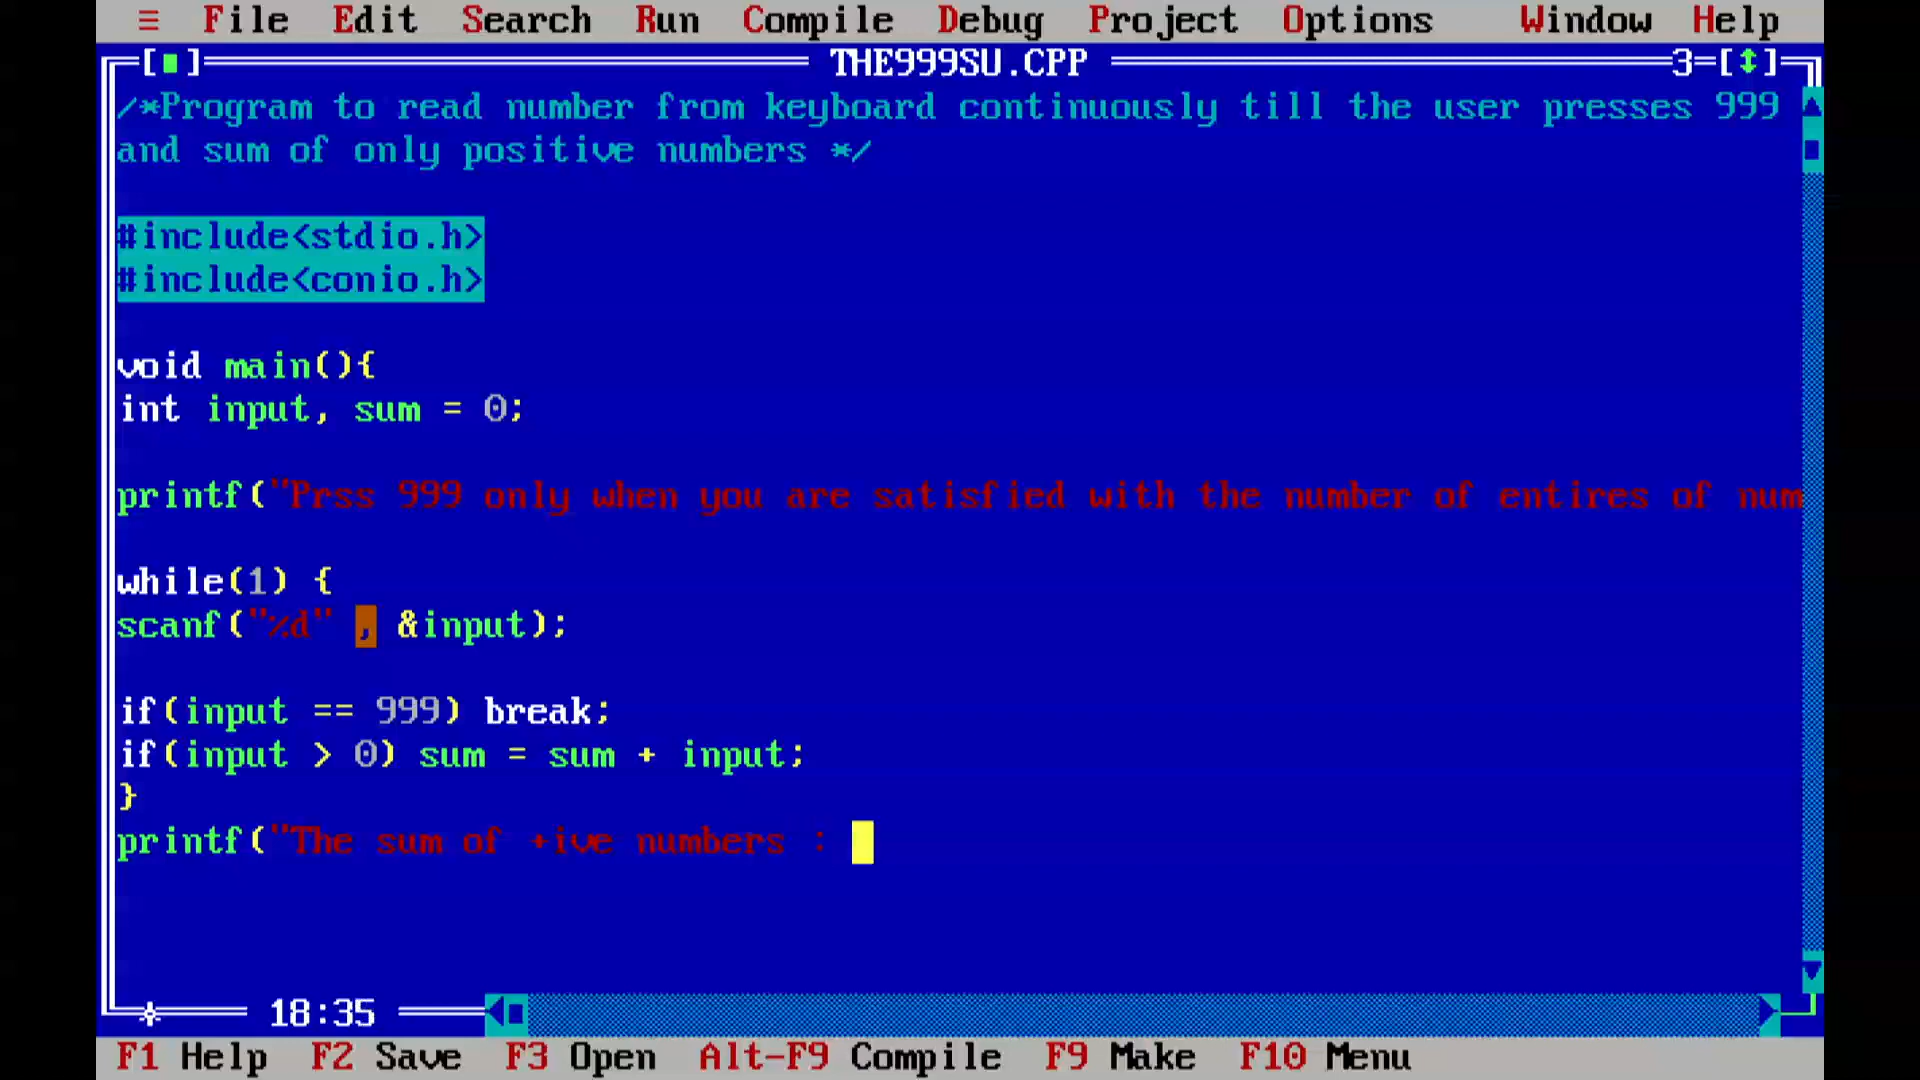 ≡ File Edit Search Run Compile Debug Project Options Window Help
[■] THE999SU.CPP 3=[↕]
/*Program to read number from keyboard continuously till the user presses 999
and sum of only positive numbers */
#include<stdio.h>
#include<conio.h>
void main(){
int input, sum = 0;
printf("Prss 999 only when you are satisfied with the number of entires of num
while(1) {
scanf("%d" , &input);
if(input == 999) break;
if(input > 0) sum = sum + input;
}
printf("The sum of +ive numbers :
18:35
F1 Help F2 Save F3 Open Alt-F9 Compile F9 Make F10 Menu